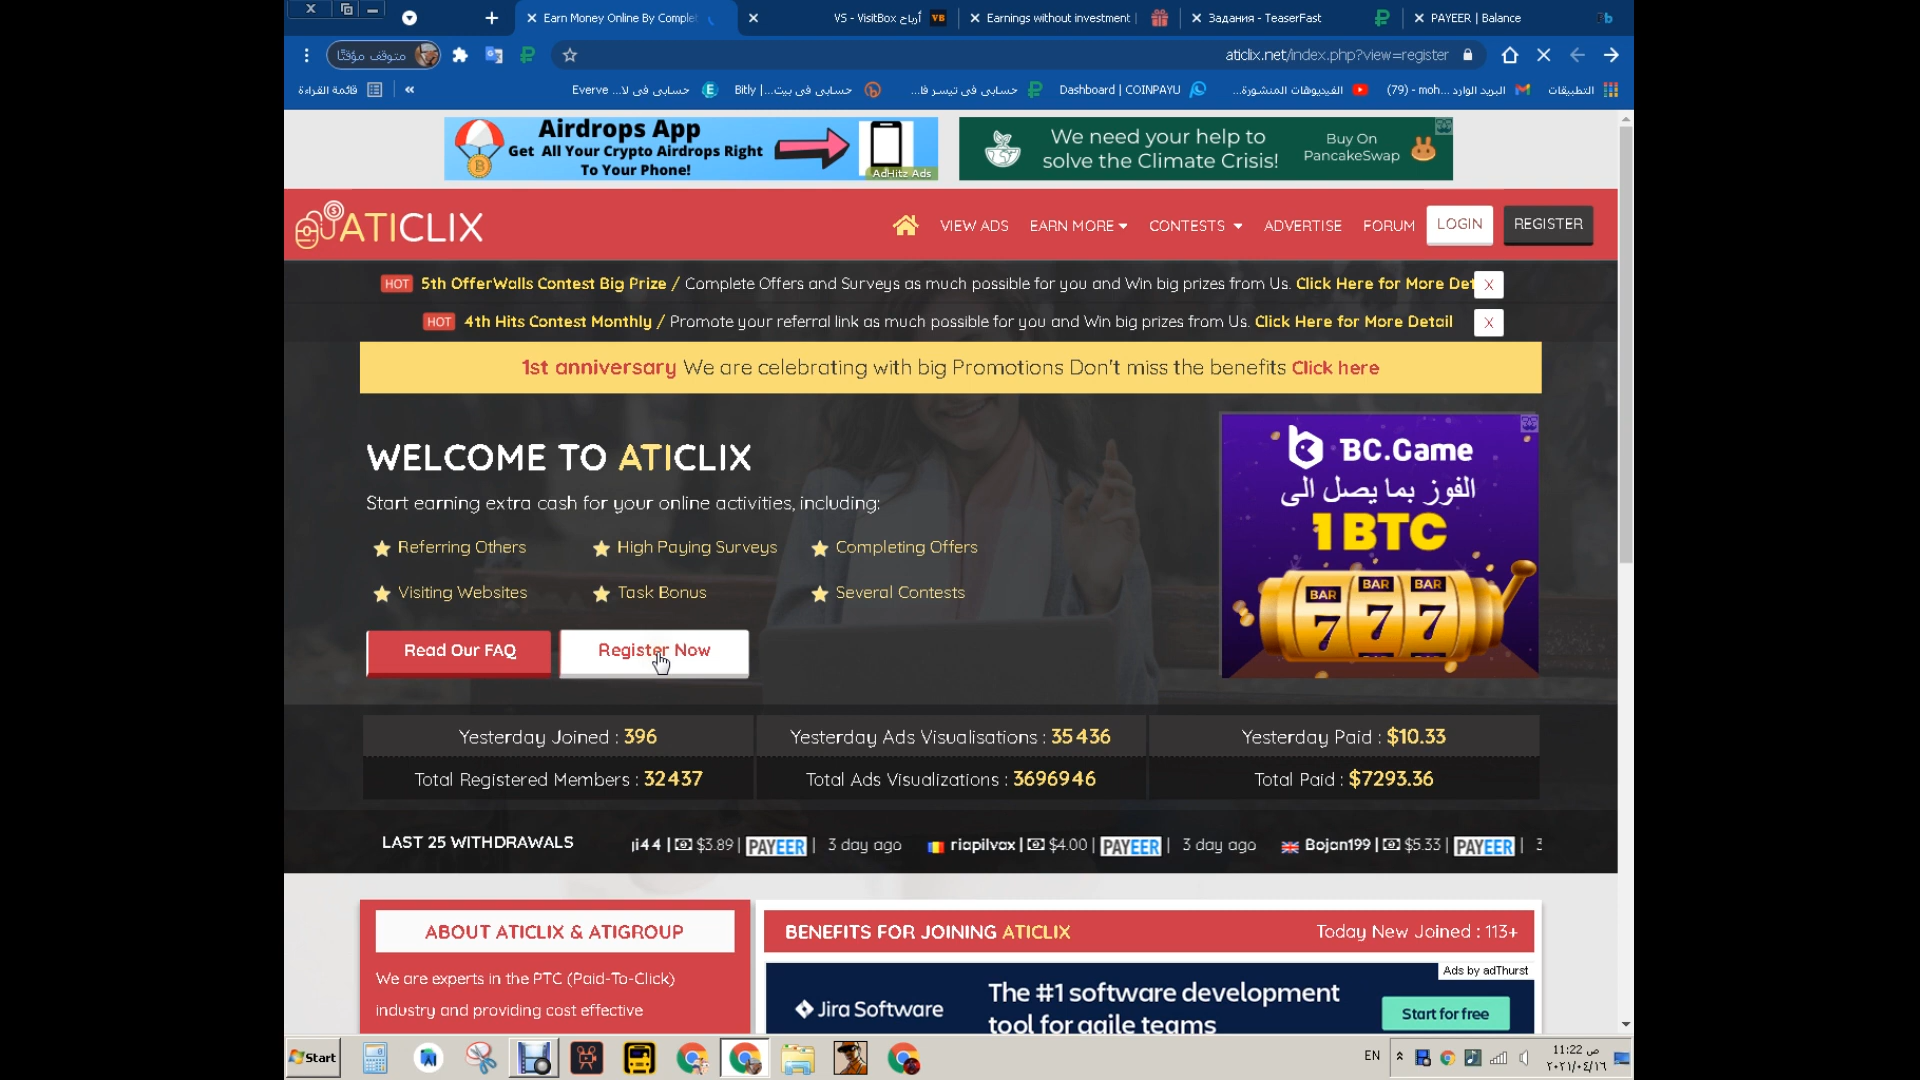 Earn Money Online By Complet
VS - VisitBox أرباح
Earnings without investment
Задания - TeaserFast
PAYEER | Balance
متوقف مؤقتًا
aticlix.net/index.php?view=register
قائمة القراءة
«
Everve ...حسابى فى لا
Bitly |...حسابى فى بيت
حسابى فى تيسر فا...
Dashboard | COINPAYU
الفيديوهات المنشورة...
(79) - moh... البريد الوارد
التطبيقات
Airdrops App
Get All Your Crypto Airdrops Right
To Your Phone!
AdHitz Ads
We need your help to
solve the Climate Crisis!
Buy On
PancakeSwap
ATICLIX
VIEW ADS
EARN MORE
CONTESTS
ADVERTISE
FORUM
LOGIN
REGISTER
HOT 5th OfferWalls Contest Big Prize / Complete Offers and Surveys as much possible for you and Win big prizes from Us. Click Here for More Det X
HOT 4th Hits Contest Monthly / Promote your referral link as much possible for you and Win big prizes from Us. Click Here for More Detail X
1st anniversary We are celebrating with big Promotions Don't miss the benefits Click here
WELCOME TO ATICLIX
Start earning extra cash for your online activities, including:
Referring Others
High Paying Surveys
Completing Offers
Visiting Websites
Task Bonus
Several Contests
Read Our FAQ
Register Now
BC.Game
الفوز بما يصل الى
1 BTC
BAR BAR BAR
7 7 7
Yesterday Joined : 396
Yesterday Ads Visualisations : 35436
Yesterday Paid : $10.33
Total Registered Members : 32437
Total Ads Visualizations : 3696946
Total Paid : $7293.36
LAST 25 WITHDRAWALS
ji44 | $3.89 | PAYEER | 3 day ago
riapilvax | $4.00 | PAYEER | 3 day ago
Bojan199 | $5.33 | PAYEER |
ABOUT ATICLIX & ATIGROUP
We are experts in the PTC (Paid-To-Click)
industry and providing cost effective
BENEFITS FOR JOINING ATICLIX
Today New Joined : 113+
Ads by adThurst
Jira Software
The #1 software development
tool for agile teams
Start for free
Start
EN
11:22 ص
٢٠٢١/٠٤/١٦